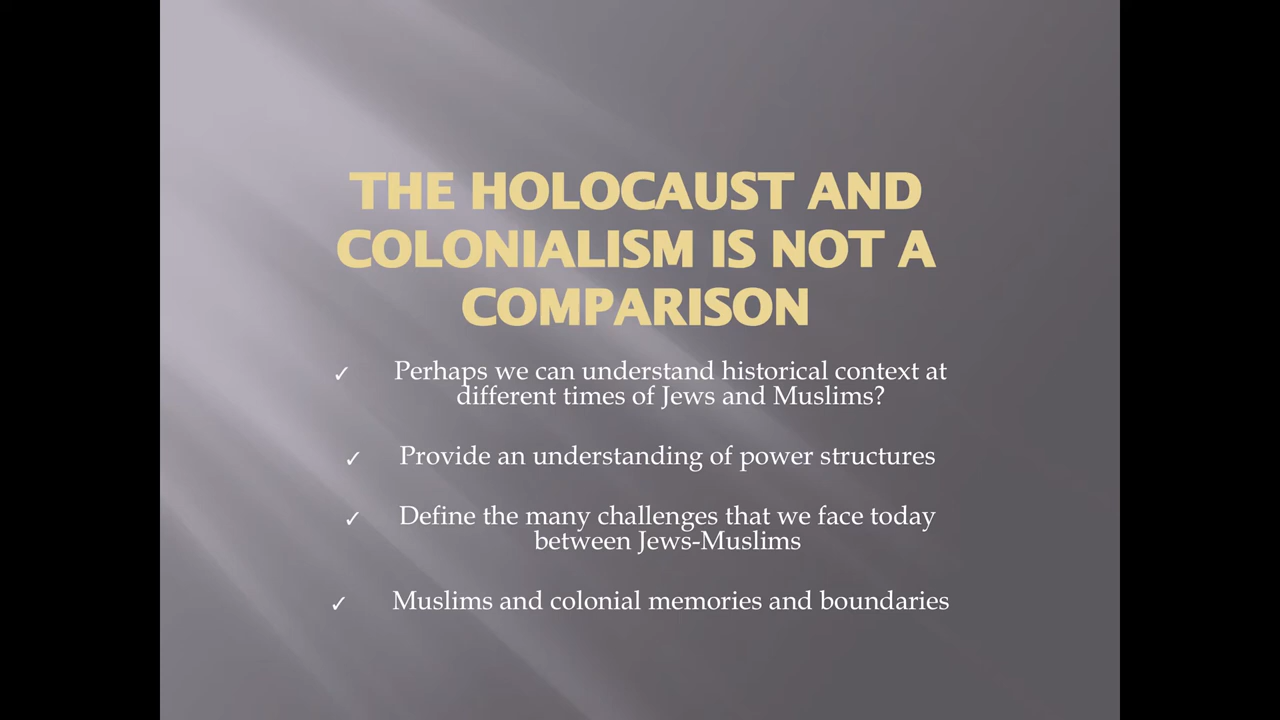 THE HOLOCAUST AND
COLONIALISM IS NOT A
COMPARISON
✓ Perhaps we can understand historical context at
different times of Jews and Muslims?
✓ Provide an understanding of power structures
✓ Define the many challenges that we face today
between Jews-Muslims
✓ Muslims and colonial memories and boundaries